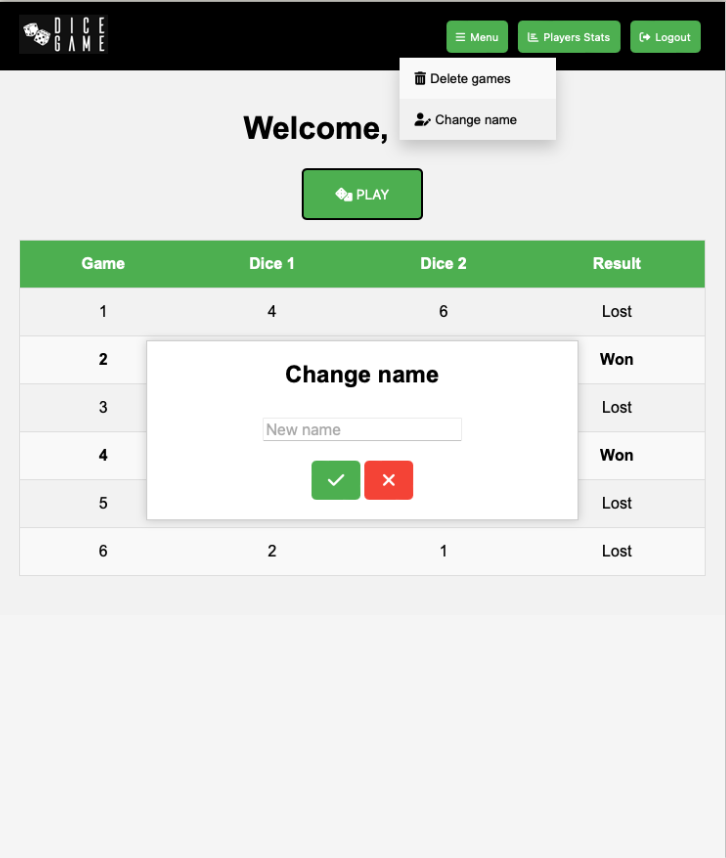 DICE
GAME
Menu Players Stats Logout
Delete games
Change name
Welcome,
PLAY
Game Dice 1 Dice 2 Result
1 4 6 Lost
2 Won
3 Lost
4 Won
5 Lost
6 2 1 Lost
Change name
New name